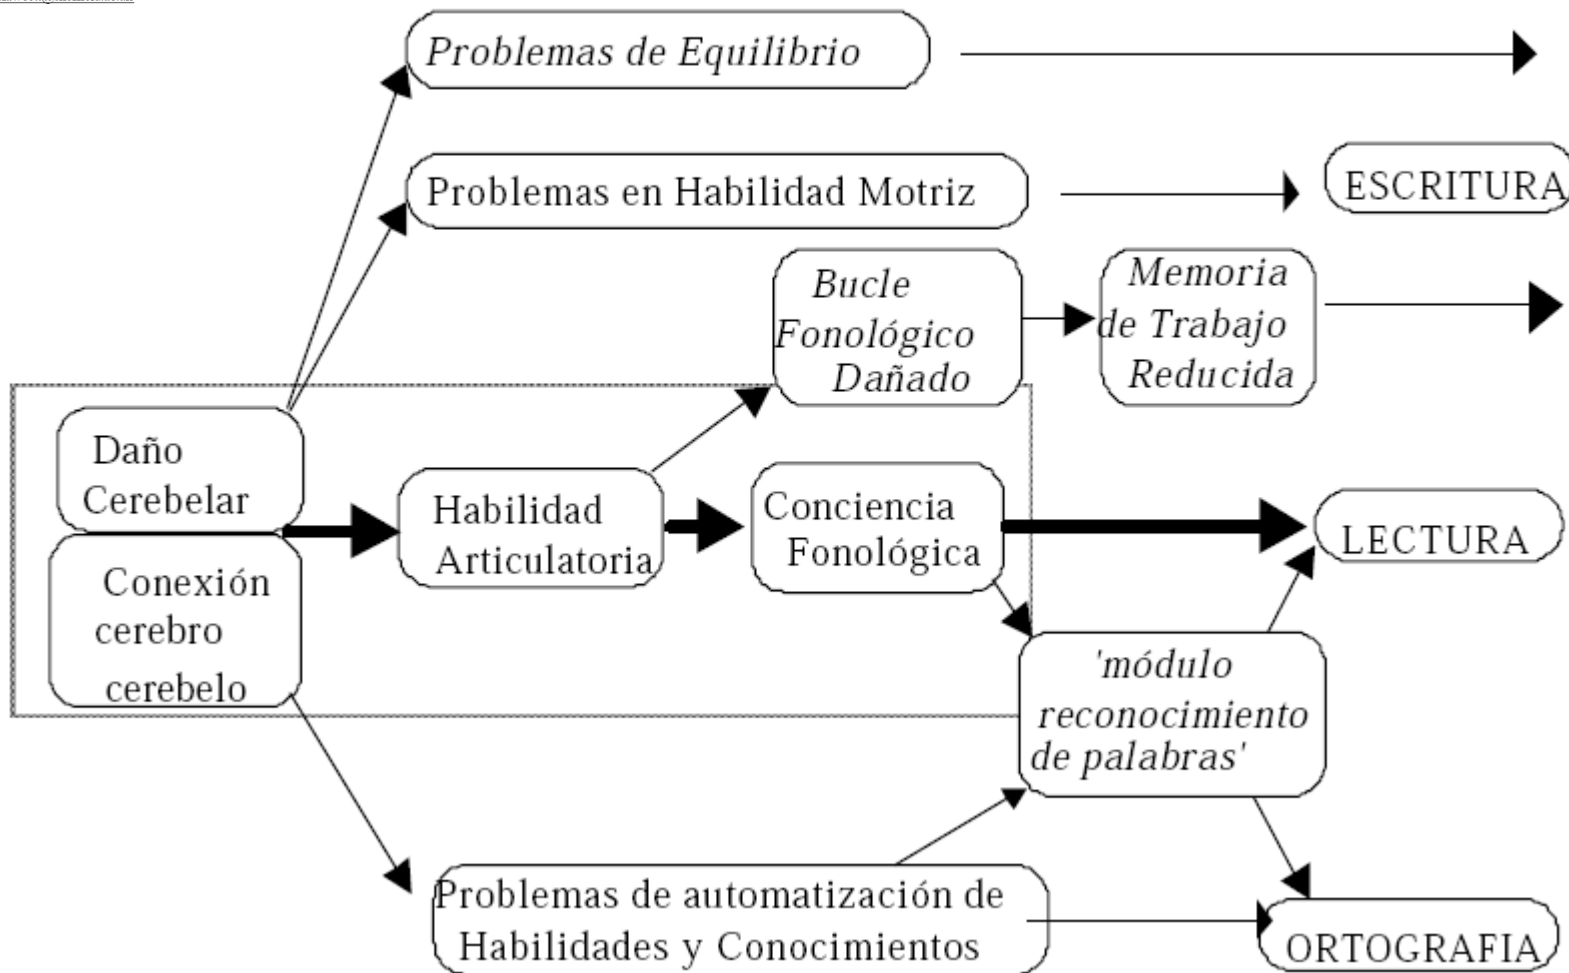 Problemas de Equilibrio
Problemas en Habilidad Motriz
ESCRITURA
Bucle
Fonológico
Dañado
Memoria
de Trabajo
Reducida
Daño
Cerebelar
Habilidad
Articulatoria
Conciencia
Fonológica
LECTURA
Conexión
cerebro
cerebelo
'módulo
reconocimiento
de palabras'
Problemas de automatización de
Habilidades y Conocimientos
ORTOGRAFIA